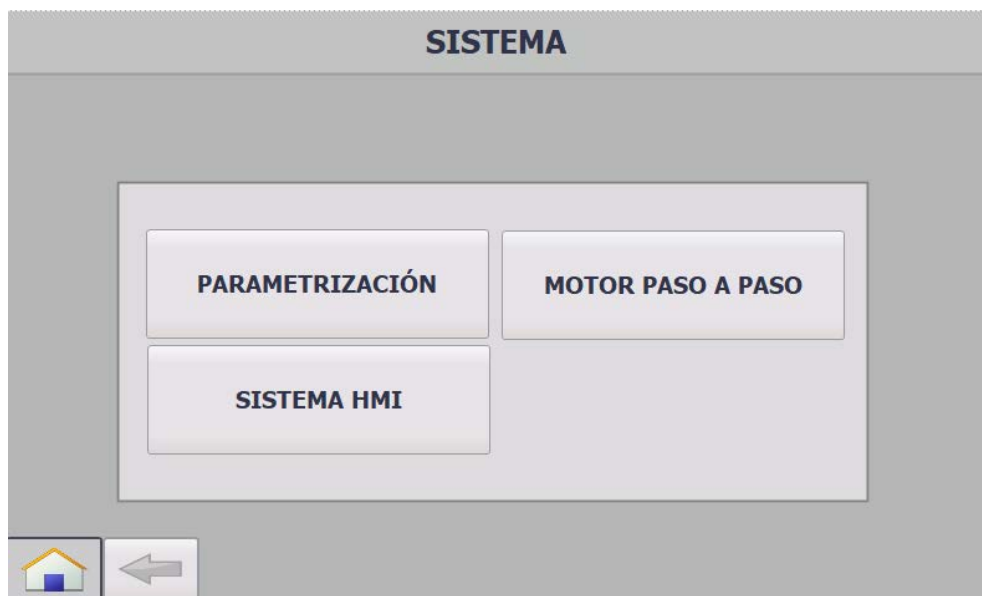 SISTEMA
PARAMETRIZACIÓN
MOTOR PASO A PASO
SISTEMA HMI